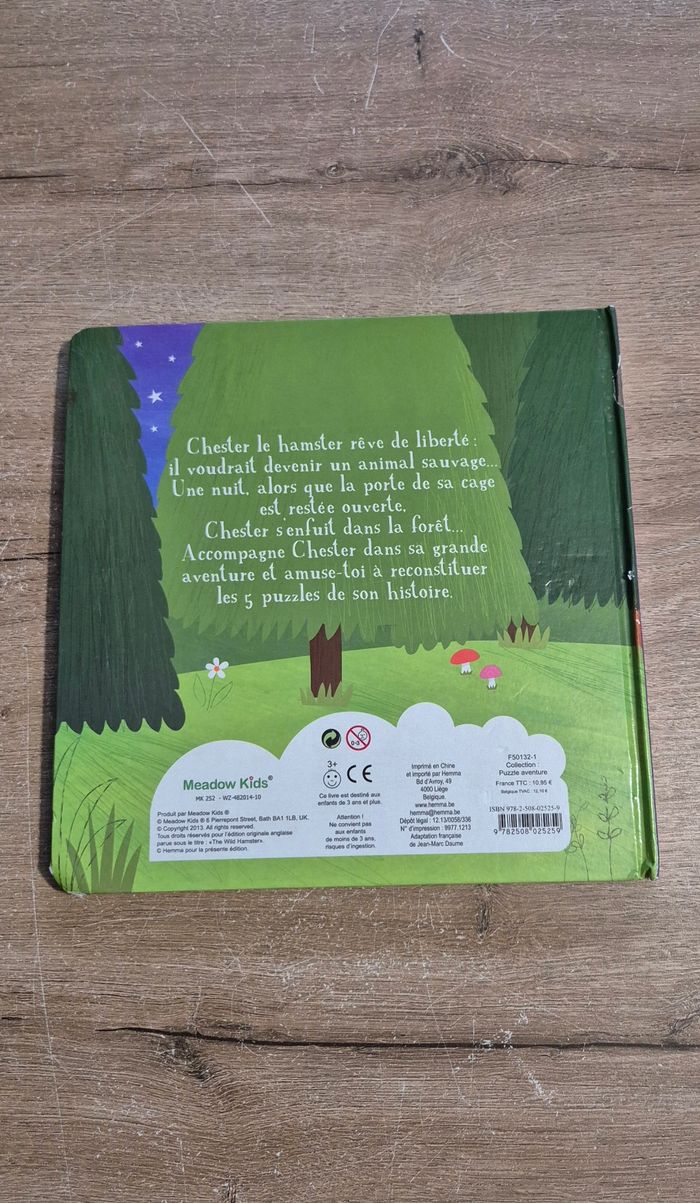 Chester le hamster rêve de liberté :
il voudrait devenir un animal sauvage...
Une nuit, alors que la porte de sa cage
est restée ouverte,
Chester s'enfuit dans la forêt...
Accompagne Chester dans sa grande
aventure et amuse-toi à reconstituer
les 5 puzzles de son histoire.
Meadow Kids®
MK 252 - WZ-482014-10
Produit par Meadow Kids ®
© Meadow Kids ® 6 Pierrepont Street, Bath BA1 1LB, UK.
© Copyright 2013. All rights reserved.
Tous droits réservés pour l'édition originale anglaise
parue sous le titre : «The Wild Hamster».
© Hemma pour la présente édition.
0-3
3+
CE
Ce livre est destiné aux
enfants de 3 ans et plus.
Attention !
Ne convient pas
aux enfants
de moins de 3 ans,
risques d'ingestion.
Imprimé en Chine
et importé par Hemma
Bd d'Avroy, 49
4000 Liège
Belgique.
www.hemma.be
hemma@hemma.be
Dépôt légal : 12.13/0058/338
N° d'impression : 9977.1213
Adaptation française
de Jean-Marc Daume
F50132-1
Collection :
Puzzle aventure
France TTC : 10,95 €
Belgique TVAC : 12,10 €
ISBN 978-2-508-02525-9
9 782508 025259